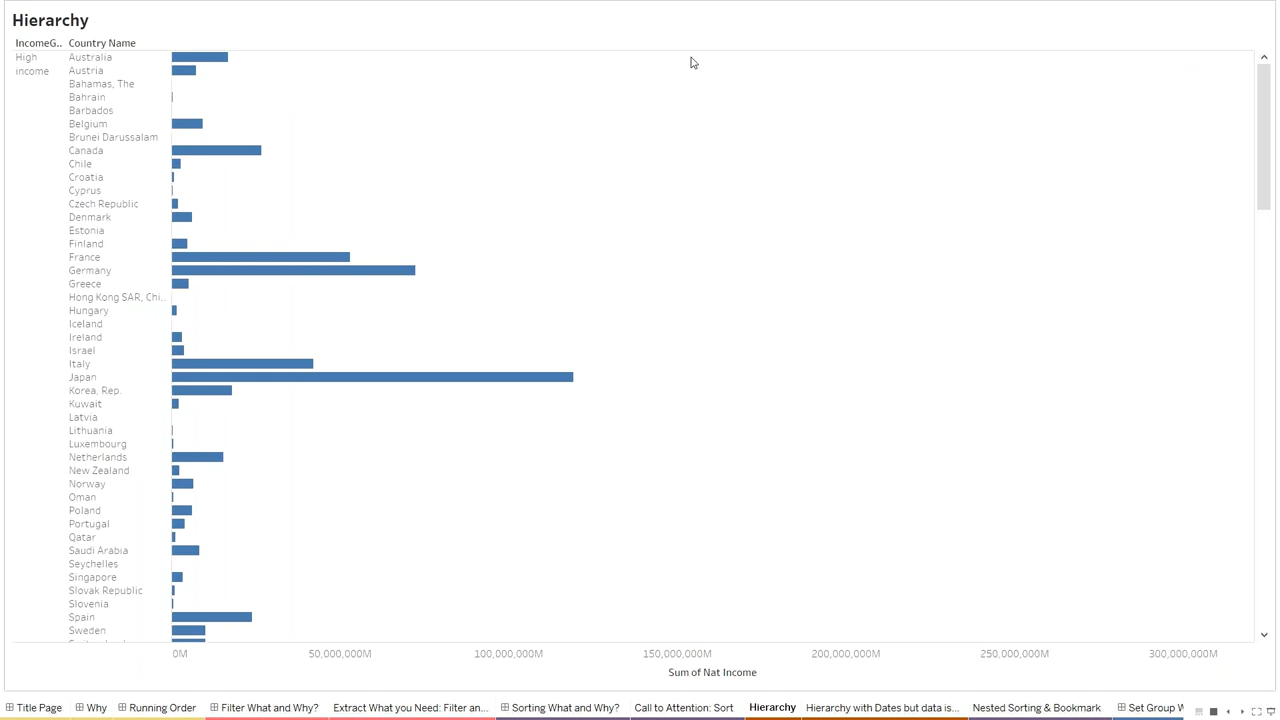 Hierarchy
IncomeG.. Country Name
High income
Australia
Austria
Bahamas, The
Bahrain
Barbados
Belgium
Brunei Darussalam
Canada
Chile
Croatia
Cyprus
Czech Republic
Denmark
Estonia
Finland
France
Germany
Greece
Hong Kong SAR, Chi..
Hungary
Iceland
Ireland
Israel
Italy
Japan
Korea, Rep.
Kuwait
Latvia
Lithuania
Luxembourg
Netherlands
New Zealand
Norway
Oman
Poland
Portugal
Qatar
Saudi Arabia
Seychelles
Singapore
Slovak Republic
Slovenia
Spain
Sweden
0M 50,000,000M 100,000,000M 150,000,000M 200,000,000M 250,000,000M 300,000,000M
Sum of Nat Income
Title Page Why Running Order Filter What and Why? Extract What you Need: Filter an... Sorting What and Why? Call to Attention: Sort Hierarchy Hierarchy with Dates but data is... Nested Sorting & Bookmark Set Group W